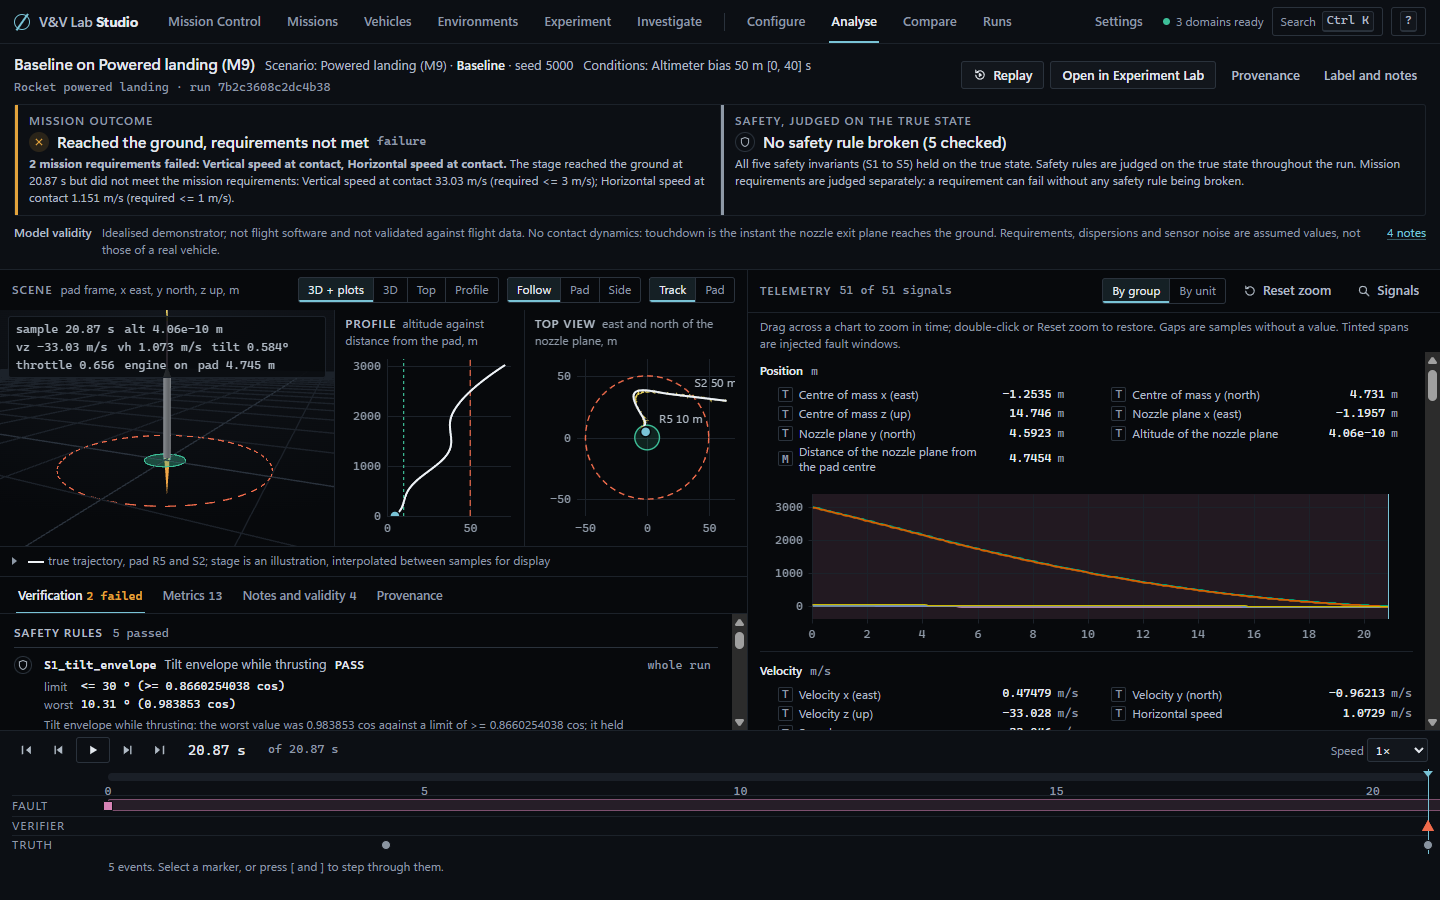 V&V Lab Studio
Mission Control
Missions
Vehicles
Environments
Experiment
Investigate
Configure
Analyse
Compare
Runs
Settings
3 domains ready
Search Ctrl K
?
Baseline on Powered landing (M9) Scenario: Powered landing (M9) · Baseline · seed 5000 Conditions: Altimeter bias 50 m [0, 40] s
Rocket powered landing · run 7b2c3608c2dc4b38
Replay
Open in Experiment Lab
Provenance
Label and notes
MISSION OUTCOME
Reached the ground, requirements not met failure
2 mission requirements failed: Vertical speed at contact, Horizontal speed at contact. The stage reached the ground at
20.87 s but did not meet the mission requirements: Vertical speed at contact 33.03 m/s (required <= 3 m/s); Horizontal speed at
contact 1.151 m/s (required <= 1 m/s).
SAFETY, JUDGED ON THE TRUE STATE
No safety rule broken (5 checked)
All five safety invariants (S1 to S5) held on the true state. Safety rules are judged on the true state throughout the run. Mission
requirements are judged separately: a requirement can fail without any safety rule being broken.
Model validity Idealised demonstrator; not flight software and not validated against flight data. No contact dynamics: touchdown is the instant the nozzle exit plane reaches the ground. Requirements, dispersions and sensor noise are assumed values, not
those of a real vehicle.
4 notes
SCENE pad frame, x east, y north, z up, m
3D + plots
3D
Top
Profile
Follow
Pad
Side
Track
Pad
sample 20.87 s alt 4.06e-10 m
vz −33.03 m/s vh 1.073 m/s tilt 0.584°
throttle 0.656 engine on pad 4.745 m
PROFILE altitude against
distance from the pad, m
3000
2000
1000
0
0
50
TOP VIEW east and north of the
nozzle plane, m
50
0
−50
−50
0
50
S2 50 m
R5 10 m
true trajectory, pad R5 and S2; stage is an illustration, interpolated between samples for display
Verification 2 failed
Metrics 13
Notes and validity 4
Provenance
SAFETY RULES 5 passed
S1_tilt_envelope Tilt envelope while thrusting PASS
whole run
limit <= 30 ° (>= 0.8660254038 cos)
worst 10.31 ° (0.983853 cos)
Tilt envelope while thrusting: the worst value was 0.983853 cos against a limit of >= 0.8660254038 cos; it held
TELEMETRY 51 of 51 signals
By group
By unit
Reset zoom
Signals
Drag across a chart to zoom in time; double-click or Reset zoom to restore. Gaps are samples without a value. Tinted spans
are injected fault windows.
Position m
T Centre of mass x (east) −1.2535 m
T Centre of mass y (north) 4.731 m
T Centre of mass z (up) 14.746 m
T Nozzle plane x (east) −1.1957 m
T Nozzle plane y (north) 4.5923 m
T Altitude of the nozzle plane 4.06e-10 m
M Distance of the nozzle plane from
the pad centre 4.7454 m
3000
2000
1000
0
0 2 4 6 8 10 12 14 16 18 20
Velocity m/s
T Velocity x (east) 0.47479 m/s
T Velocity y (north) −0.96213 m/s
T Velocity z (up) −33.028 m/s
T Horizontal speed 1.0729 m/s
20.87 s of 20.87 s
Speed 1×
0 5 10 15 20
FAULT
VERIFIER
TRUTH
5 events. Select a marker, or press [ and ] to step through them.